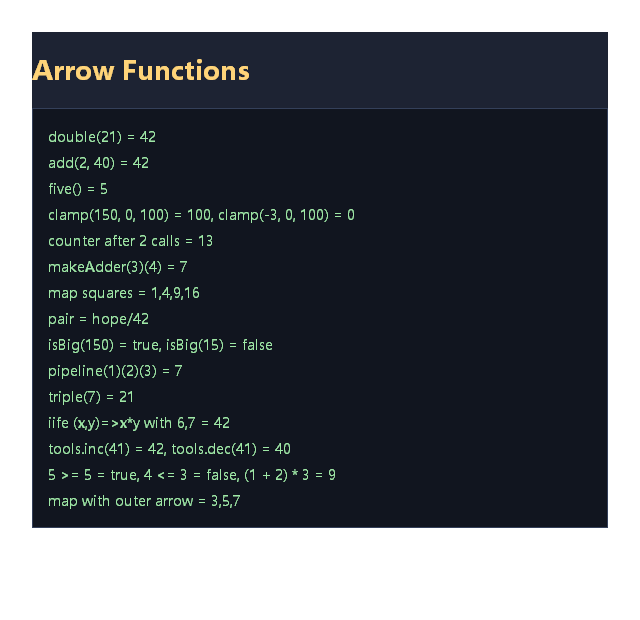 Arrow Functions
double(21) = 42
add(2, 40) = 42
five() = 5
clamp(150, 0, 100) = 100, clamp(-3, 0, 100) = 0
counter after 2 calls = 13
makeAdder(3)(4) = 7
map squares = 1,4,9,16
pair = hope/42
isBig(150) = true, isBig(15) = false
pipeline(1)(2)(3) = 7
triple(7) = 21
iife (x,y)=>x*y with 6,7 = 42
tools.inc(41) = 42, tools.dec(41) = 40
5 >= 5 = true, 4 <= 3 = false, (1 + 2) * 3 = 9
map with outer arrow = 3,5,7